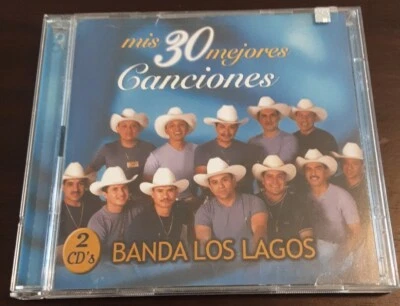 mis 30 mejores
Canciones
2
CD's
BANDA LOS LAGOS